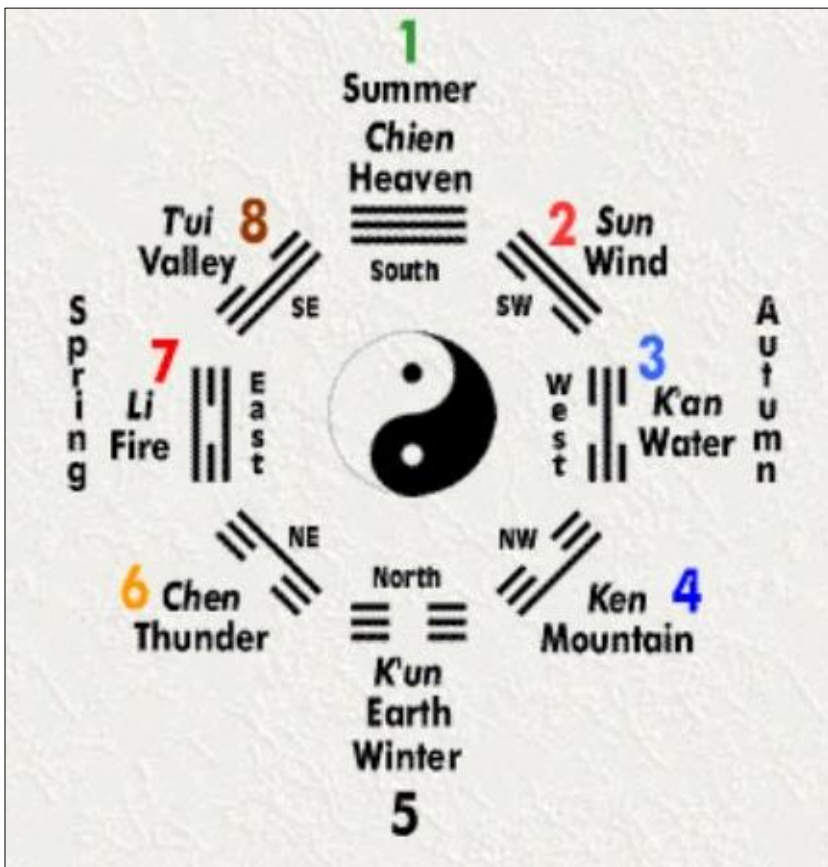 1
Summer
Chien
Heaven
South
T'ui 8
Valley
SE
2 Sun
Wind
SW
Spring
7
Li
Fire
East
West
3
K'an
Water
Autumn
NE
6 Chen
Thunder
NW
Ken 4
Mountain
North
K'un
Earth
Winter
5